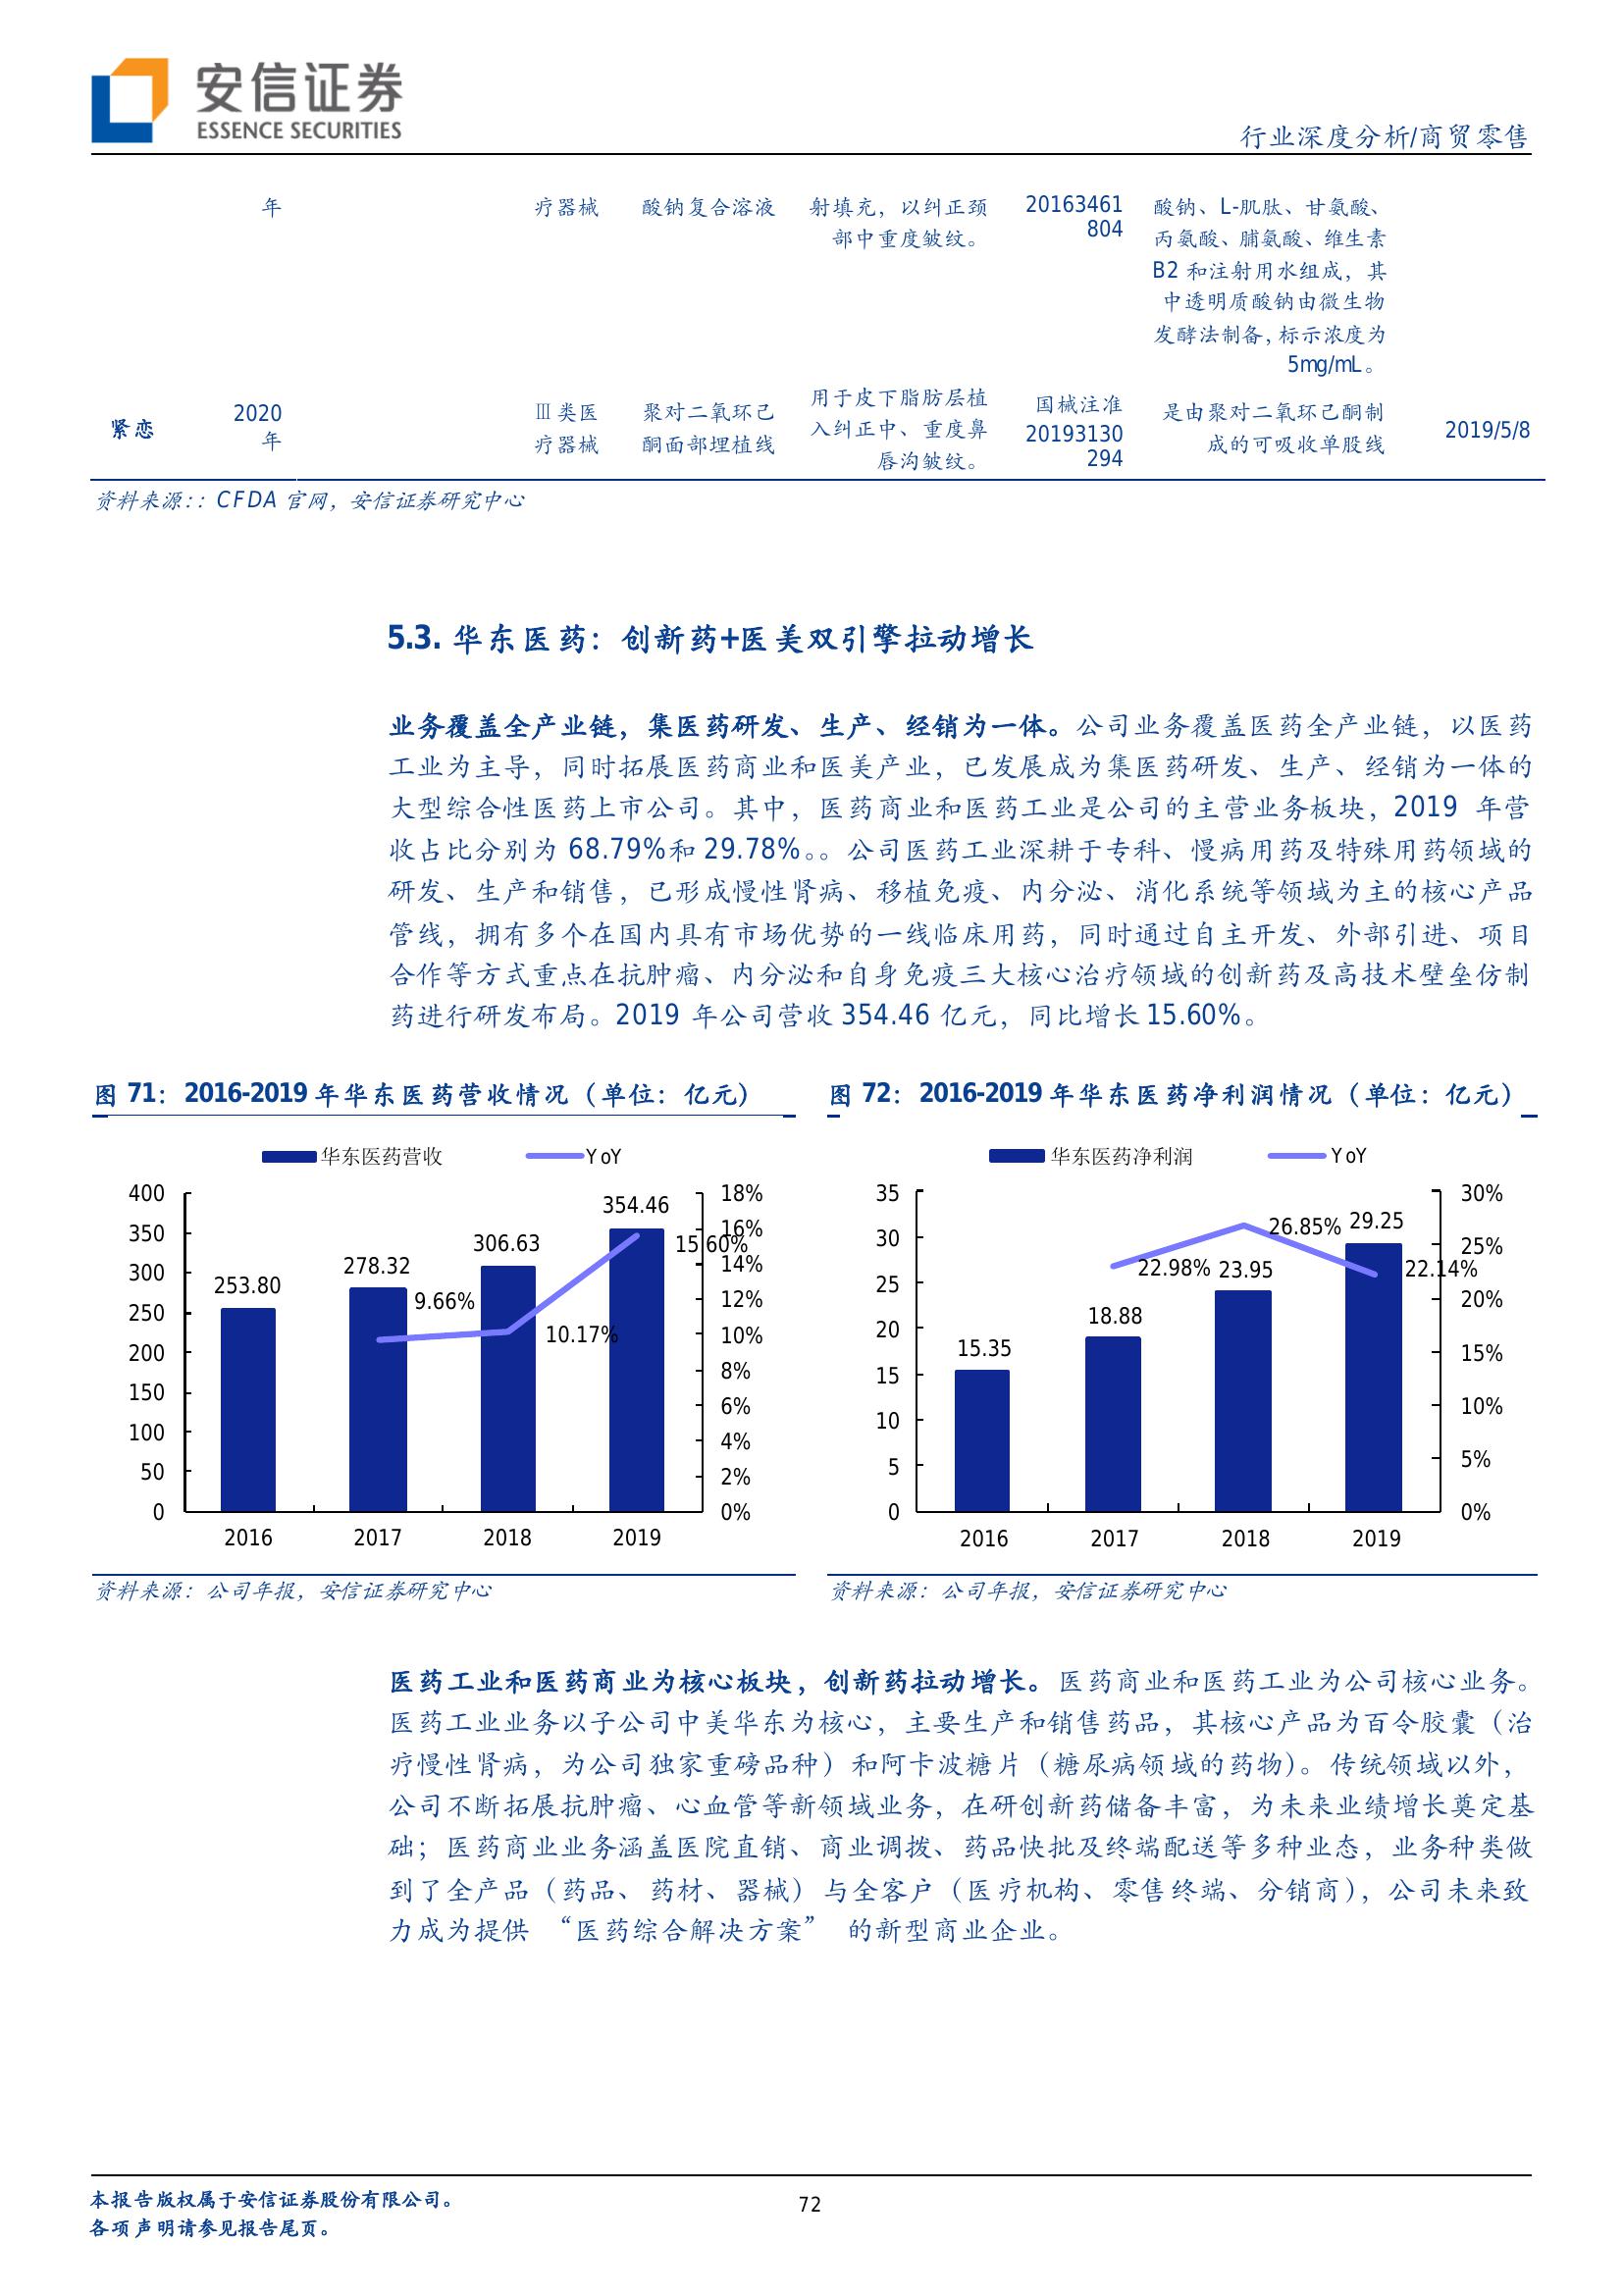 安信证券
ESSENCE SECURITIES
行业深度分析/商贸零售
年 疗器械 酸钠复合溶液 射填充，以纠正颈 20163461 酸钠、L-肌肽、甘氨酸、
部中重度皱纹。 804 丙氨酸、脯氨酸、维生素
B2 和注射用水组成，其
中透明质酸钠由微生物
发酵法制备，标示浓度为
5mg/mL。
紧恋 2020 Ⅲ类医 聚对二氧环己 用于皮下脂肪层植 国械注准 是由聚对二氧环己酮制 2019/5/8
年 疗器械 酮面部埋植线 入纠正中、重度鼻 20193130 成的可吸收单股线
唇沟皱纹。 294
资料来源：：CFDA 官网，安信证券研究中心
5.3. 华东医药：创新药+医美双引擎拉动增长
业务覆盖全产业链，集医药研发、生产、经销为一体。公司业务覆盖医药全产业链，以医药
工业为主导，同时拓展医药商业和医美产业，已发展成为集医药研发、生产、经销为一体的
大型综合性医药上市公司。其中，医药商业和医药工业是公司的主营业务板块，2019 年营
收占比分别为 68.79%和 29.78%。。公司医药工业深耕于专科、慢病用药及特殊用药领域的
研发、生产和销售，已形成慢性肾病、移植免疫、内分泌、消化系统等领域为主的核心产品
管线，拥有多个在国内具有市场优势的一线临床用药，同时通过自主开发、外部引进、项目
合作等方式重点在抗肿瘤、内分泌和自身免疫三大核心治疗领域的创新药及高技术壁垒仿制
药进行研发布局。2019 年公司营收 354.46 亿元，同比增长 15.60%。
图 71：2016-2019 年华东医药营收情况（单位：亿元）
华东医药营收 YoY
400
350
300
250
200
150
100
50
0
253.80
278.32
306.63
354.46
9.66%
10.17%
15.60%
18%
16%
14%
12%
10%
8%
6%
4%
2%
0%
2016 2017 2018 2019
资料来源：公司年报，安信证券研究中心
图 72：2016-2019 年华东医药净利润情况（单位：亿元）
华东医药净利润 YoY
35
30
25
20
15
10
5
0
15.35
18.88
23.95
29.25
22.98%
26.85%
22.14%
30%
25%
20%
15%
10%
5%
0%
2016 2017 2018 2019
资料来源：公司年报，安信证券研究中心
医药工业和医药商业为核心板块，创新药拉动增长。医药商业和医药工业为公司核心业务。
医药工业业务以子公司中美华东为核心，主要生产和销售药品，其核心产品为百令胶囊（治
疗慢性肾病，为公司独家重磅品种）和阿卡波糖片（糖尿病领域的药物）。传统领域以外，
公司不断拓展抗肿瘤、心血管等新领域业务，在研创新药储备丰富，为未来业绩增长奠定基
础；医药商业业务涵盖医院直销、商业调拨、药品快批及终端配送等多种业态，业务种类做
到了全产品（药品、药材、器械）与全客户（医疗机构、零售终端、分销商），公司未来致
力成为提供 “医药综合解决方案” 的新型商业企业。
本报告版权属于安信证券股份有限公司。
各项声明请参见报告尾页。
72